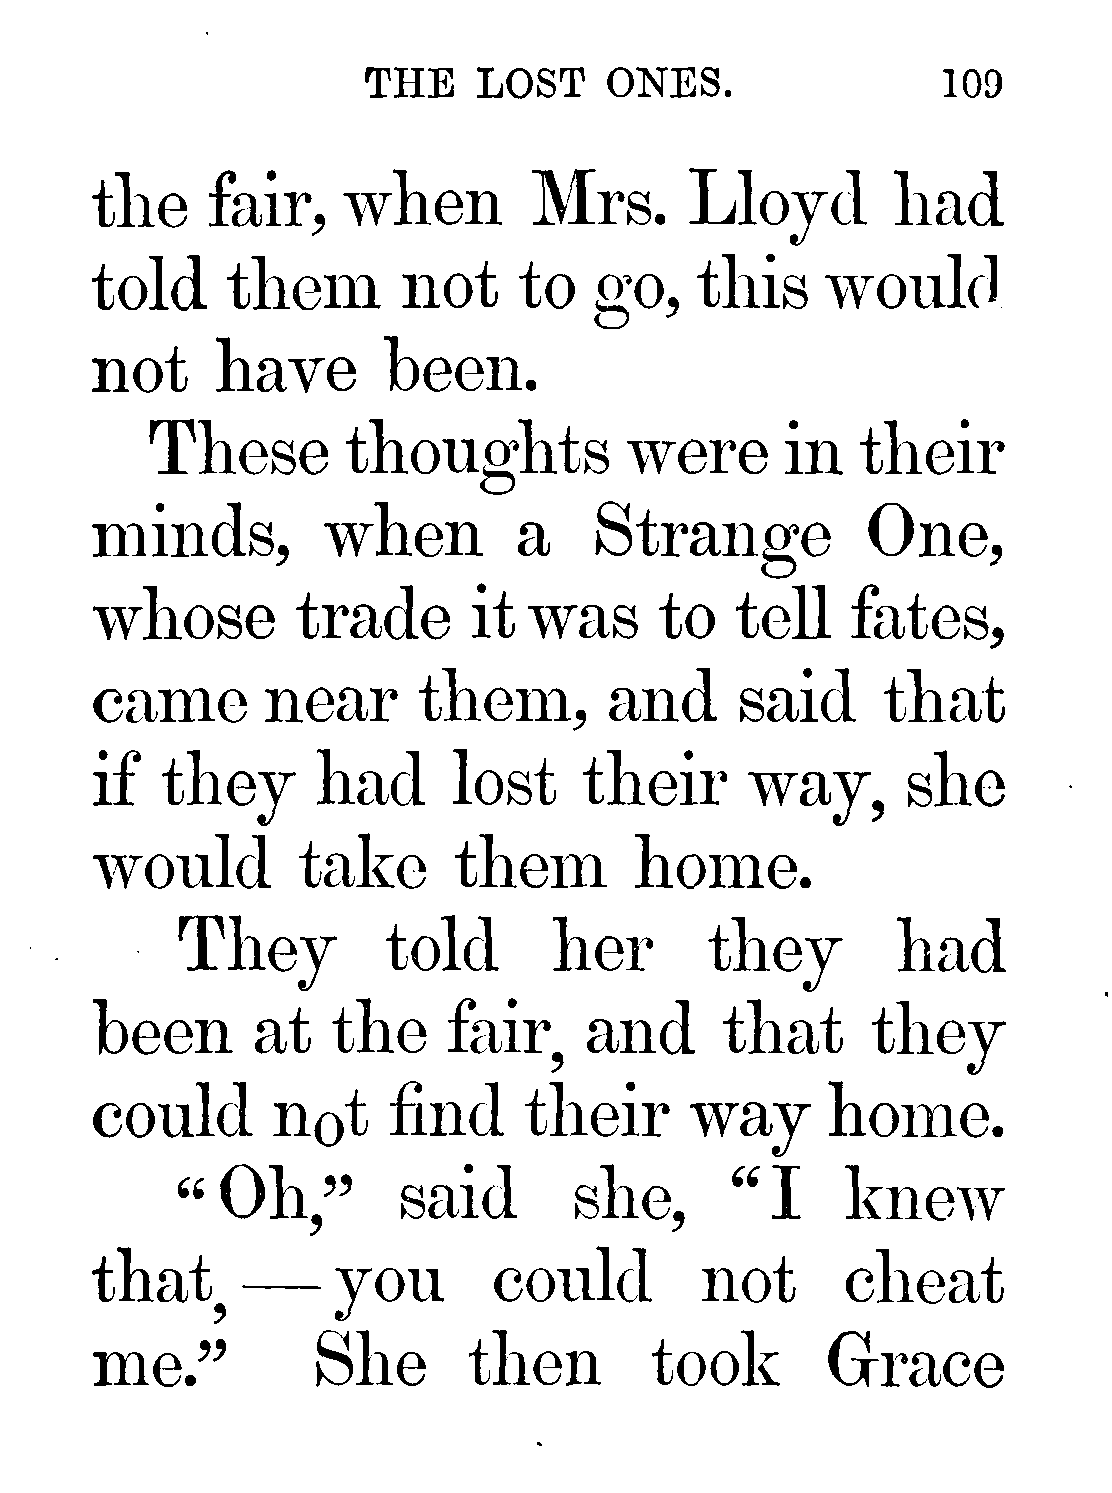 THE LOST ONES. 109
the fair, when Mrs. Lloyd had
told them not to go, this would
not have been.
These thoughts were in their
minds, when a Strange One,
whose trade it was to tell fates,
came near them, and said that
if they had lost their way, she
would take them home.
They told her they had
been at the fair, and that they
could not find their way home.
“Oh,” said she, “I knew
that,—you could not cheat
me.” She then took Grace